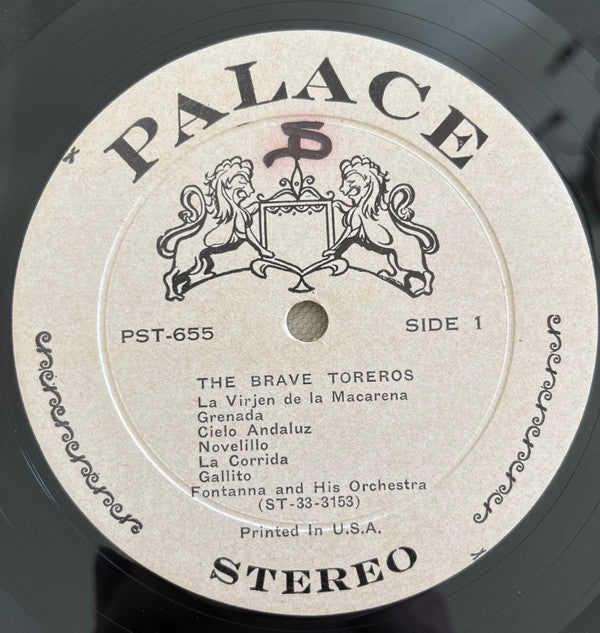 PALACE
PST-655
SIDE 1
THE BRAVE TOREROS
La Virjen de la Macarena
Grenada
Cielo Andaluz
Novelillo
La Corrida
Gallito
Fontanna and His Orchestra
(ST-33-3153)
Printed In U.S.A.
STEREO